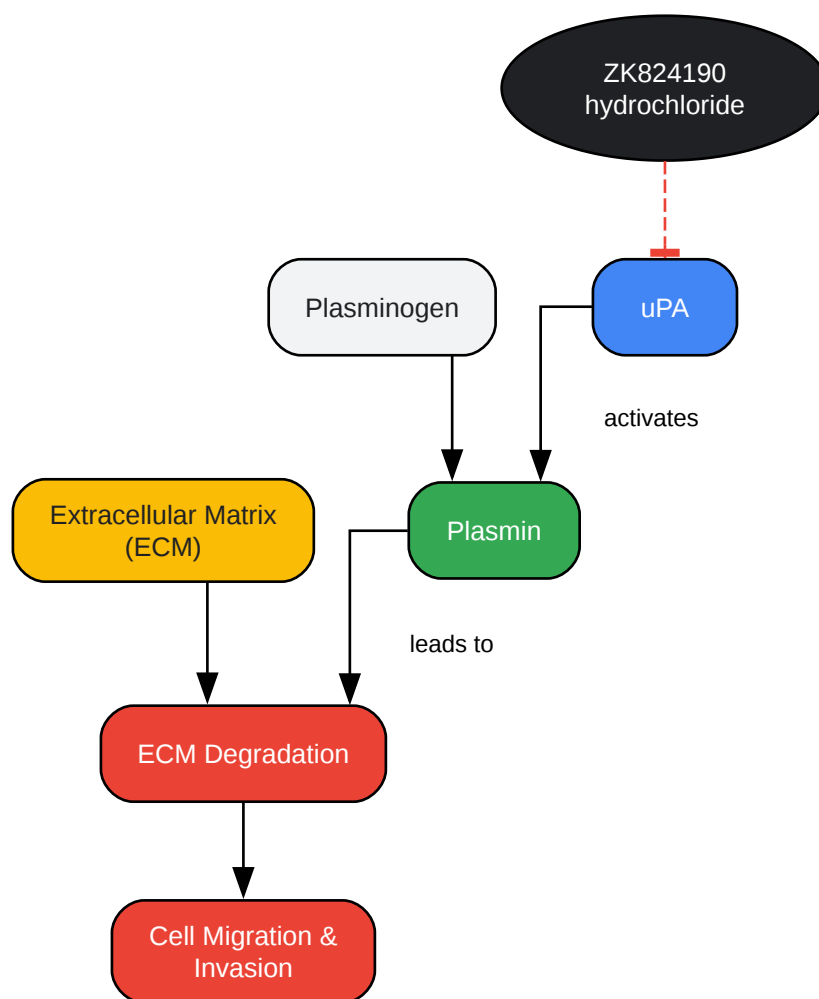 ZK824190
hydrochloride
Plasminogen
uPA
activates
Extracellular Matrix
(ECM)
Plasmin
leads to
ECM Degradation
Cell Migration &
Invasion